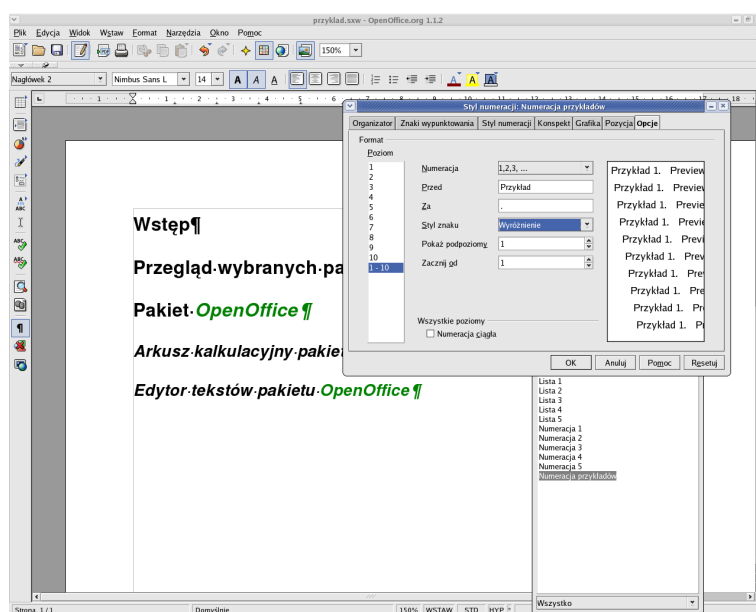 przyklad.sxw - OpenOffice.org 1.1.2
Plik Edycja Widok Wstaw Format Narzędzia Okno Pomoc
150%
Nagłówek 2 Nimbus Sans L 14 A A A A A A
Styl numeracji: Numeracja przykładów
Organizator Znaki wypunktowania Styl numeracji Konspekt Grafika Pozycja Opcje
Format
Poziom
1
2
3
4
5
6
7
8
9
10
1 - 10
Numeracja 1,2,3, ...
Przed Przykład
Za .
Styl znaku Wyróżnienie
Pokaż podpoziomy 1
Zacznij od 1
Wszystkie poziomy
Numeracja ciągła
Przykład 1. Preview
Przykład 1. Preview
Przykład 1. Previe
Przykład 1. Previe
Przykład 1. Previ
Przykład 1. Prev
Przykład 1. Prev
Przykład 1. Pre
Przykład 1. Pr
Przykład 1. P
OK Anuluj Pomoc Resetuj
Wstęp¶
Przegląd·wybranych·pa
Pakiet·OpenOffice¶
Arkusz·kalkulacyjny·pakie
Edytor·tekstów·pakietu·OpenOffice¶
Lista 1
Lista 2
Lista 3
Lista 4
Lista 5
Numeracja 1
Numeracja 2
Numeracja 3
Numeracja 4
Numeracja 5
Numeracja przykładów
Wszystko
Strona 1 / 1 Domyślnie 150% WSTAW STD HYP